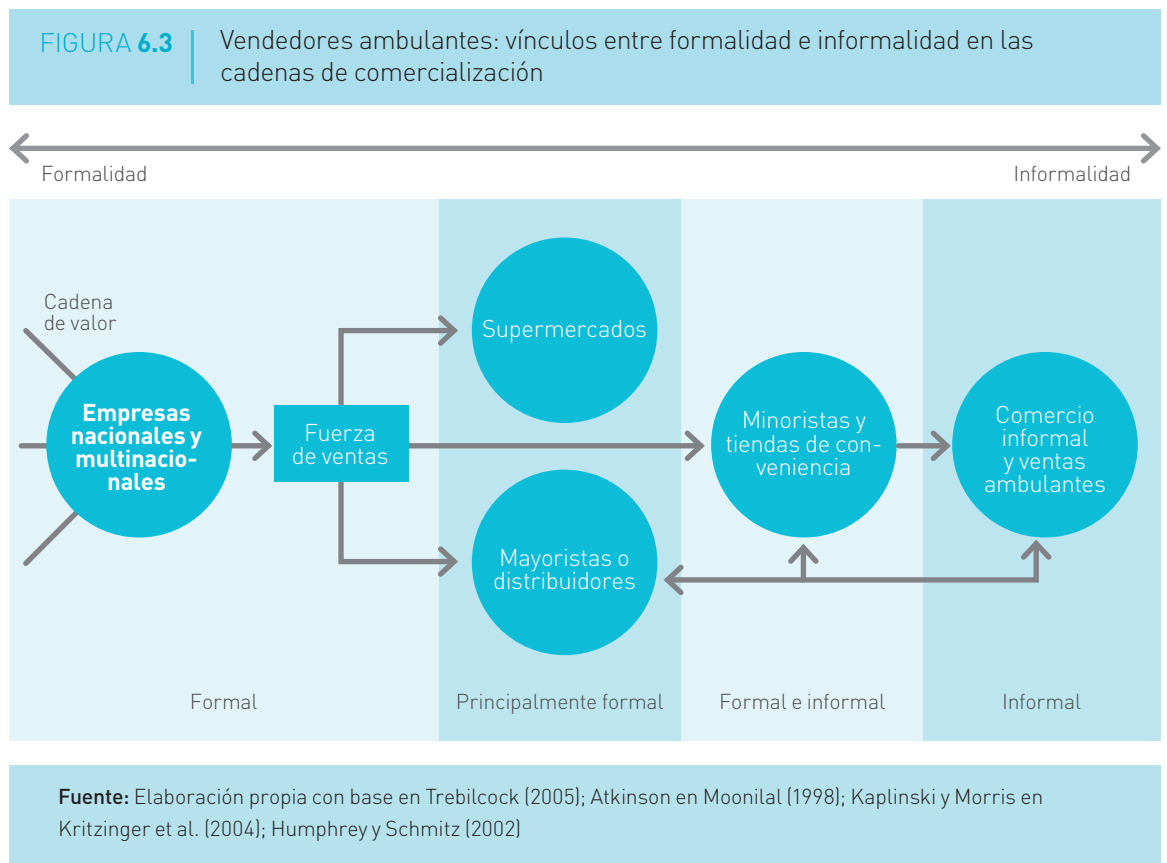 FIGURA 6.3
Vendedores ambulantes: vínculos entre formalidad e informalidad en las
cadenas de comercialización
Formalidad
Informalidad
Cadena
de valor
Empresas
nacionales y
multinacio-
nales
Fuerza
de ventas
Supermercados
Mayoristas o
distribuidores
Minoristas y
tiendas de con-
veniencia
Comercio
informal
y ventas
ambulantes
Formal
Principalmente formal
Formal e informal
Informal
Fuente: Elaboración propia con base en Trebilcock (2005); Atkinson en Moonilal (1998); Kaplinski y Morris en
Kritzinger et al. (2004); Humphrey y Schmitz (2002)